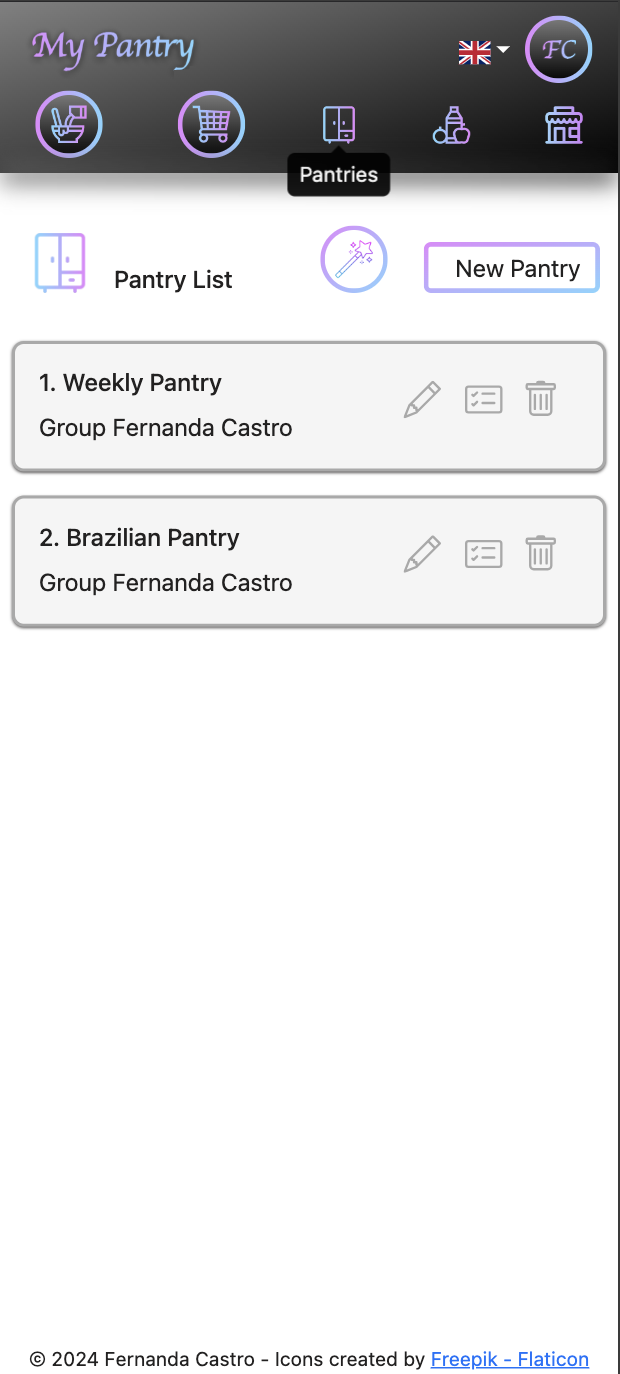 My Pantry
FC
Pantries
Pantry List
New Pantry
1. Weekly Pantry
Group Fernanda Castro
2. Brazilian Pantry
Group Fernanda Castro
© 2024 Fernanda Castro - Icons created by Freepik - Flaticon